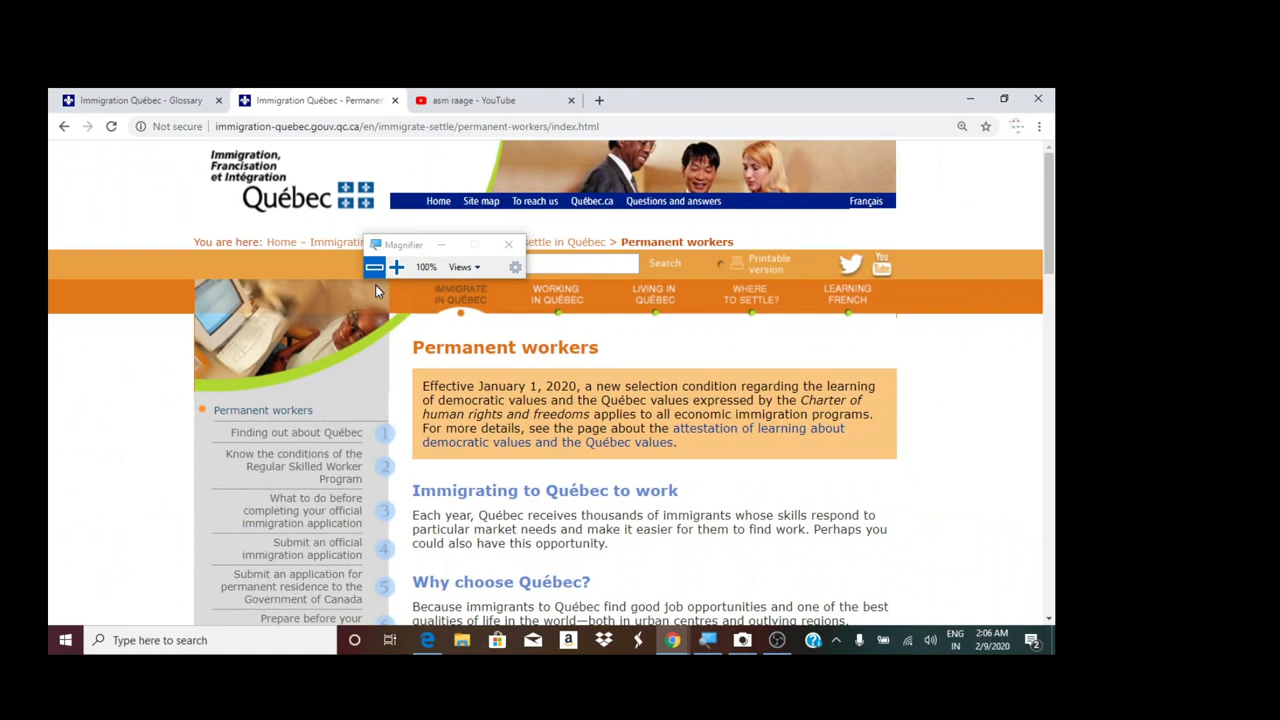 Immigration Québec - Glossary
Immigration Québec - Permanen
asm raage - YouTube
Not secure
immigration-quebec.gouv.qc.ca/en/immigrate-settle/permanent-workers/index.html
Immigration,
Francisation
et Intégration
Québec
Home
Site map
To reach us
Québec.ca
Questions and answers
Français
You are here: Home – Immigratin
settle in Québec > Permanent workers
Magnifier
100%
Views
Search
Printable
version
You
Tube
IMMIGRATE
IN QUÉBEC
WORKING
IN QUÉBEC
LIVING IN
QUÉBEC
WHERE
TO SETTLE?
LEARNING
FRENCH
Permanent workers
Effective January 1, 2020, a new selection condition regarding the learning
of democratic values and the Québec values expressed by the Charter of
human rights and freedoms applies to all economic immigration programs.
For more details, see the page about the attestation of learning about
democratic values and the Québec values.
Permanent workers
Finding out about Québec 1
Know the conditions of the
Regular Skilled Worker 2
Program
What to do before
completing your official 3
immigration application
Submit an official
immigration application 4
Submit an application for
permanent residence to the 5
Government of Canada
Prepare before your
Immigrating to Québec to work
Each year, Québec receives thousands of immigrants whose skills respond to
particular market needs and make it easier for them to find work. Perhaps you
could also have this opportunity.
Why choose Québec?
Because immigrants to Québec find good job opportunities and one of the best
qualities of life in the world—both in urban centres and outlying regions.
Type here to search
ENG
IN
2:06 AM
2/9/2020
2